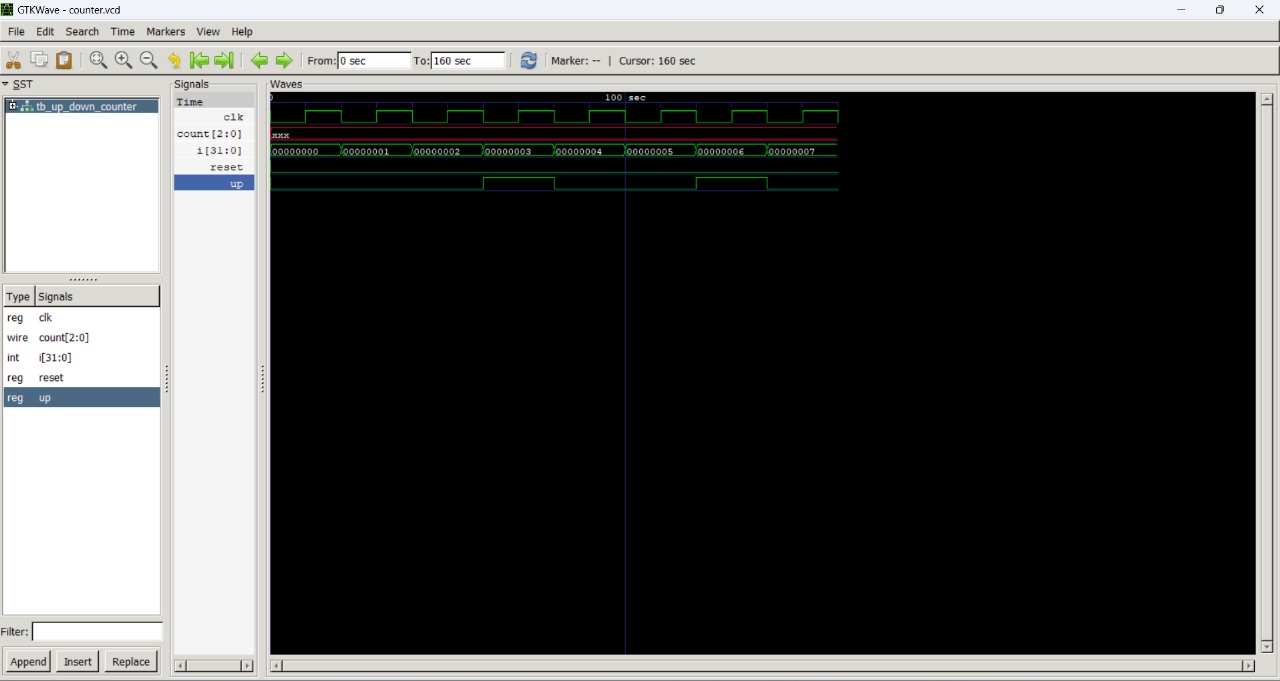 GTKWave - counter.vcd
File Edit Search Time Markers View Help
From: 0 sec To: 160 sec Marker: -- | Cursor: 160 sec
SST
tb_up_down_counter
Type Signals
reg clk
wire count[2:0]
int i[31:0]
reg reset
reg up
Filter:
Append Insert Replace
Signals
Time
clk
count[2:0]
i[31:0]
reset
up
Waves
0 100 sec
xxx
00000000 00000001 00000002 00000003 00000004 00000005 00000006 00000007